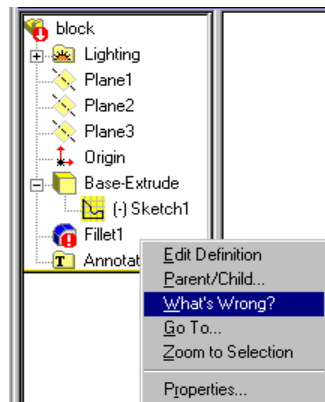 block
Lighting
Plane1
Plane2
Plane3
Origin
Base-Extrude
(-) Sketch1
Fillet1
Annotat
Edit Definition
Parent/Child...
What's Wrong?
Go To...
Zoom to Selection
Properties...